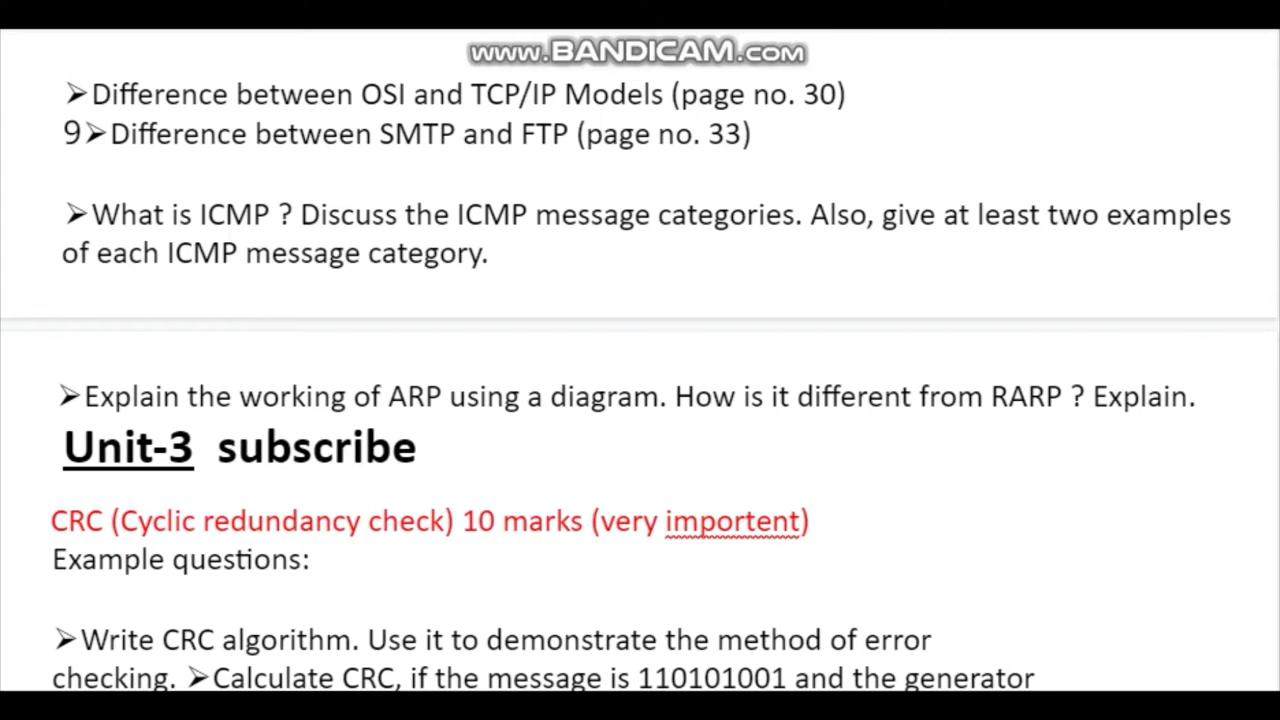 www.BANDICAM.com
➢Difference between OSI and TCP/IP Models (page no. 30)
9➢Difference between SMTP and FTP (page no. 33)
➢What is ICMP ? Discuss the ICMP message categories. Also, give at least two examples
of each ICMP message category.
➢Explain the working of ARP using a diagram. How is it different from RARP ? Explain.
Unit-3 subscribe
CRC (Cyclic redundancy check) 10 marks (very importent)
Example questions:
➢Write CRC algorithm. Use it to demonstrate the method of error
checking. ➢Calculate CRC, if the message is 110101001 and the generator